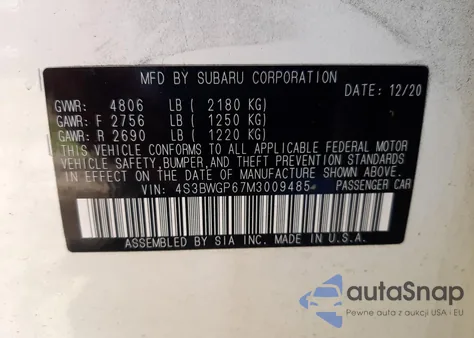 MFD BY SUBARU CORPORATION
DATE: 12/20
GVWR: 4806 LB ( 2180 KG)
GAWR: F 2756 LB ( 1250 KG)
GAWR: R 2690 LB ( 1220 KG)
THIS VEHICLE CONFORMS TO ALL APPLICABLE FEDERAL MOTOR
VEHICLE SAFETY, BUMPER, AND THEFT PREVENTION STANDARDS
IN EFFECT ON THE DATE OF MANUFACTURE SHOWN ABOVE.
VIN: 4S3BWGP67M3009485 PASSENGER CAR
ASSEMBLED BY SIA INC. MADE IN U.S.A.
autoSnap
Pewne auta z aukcji USA i EU